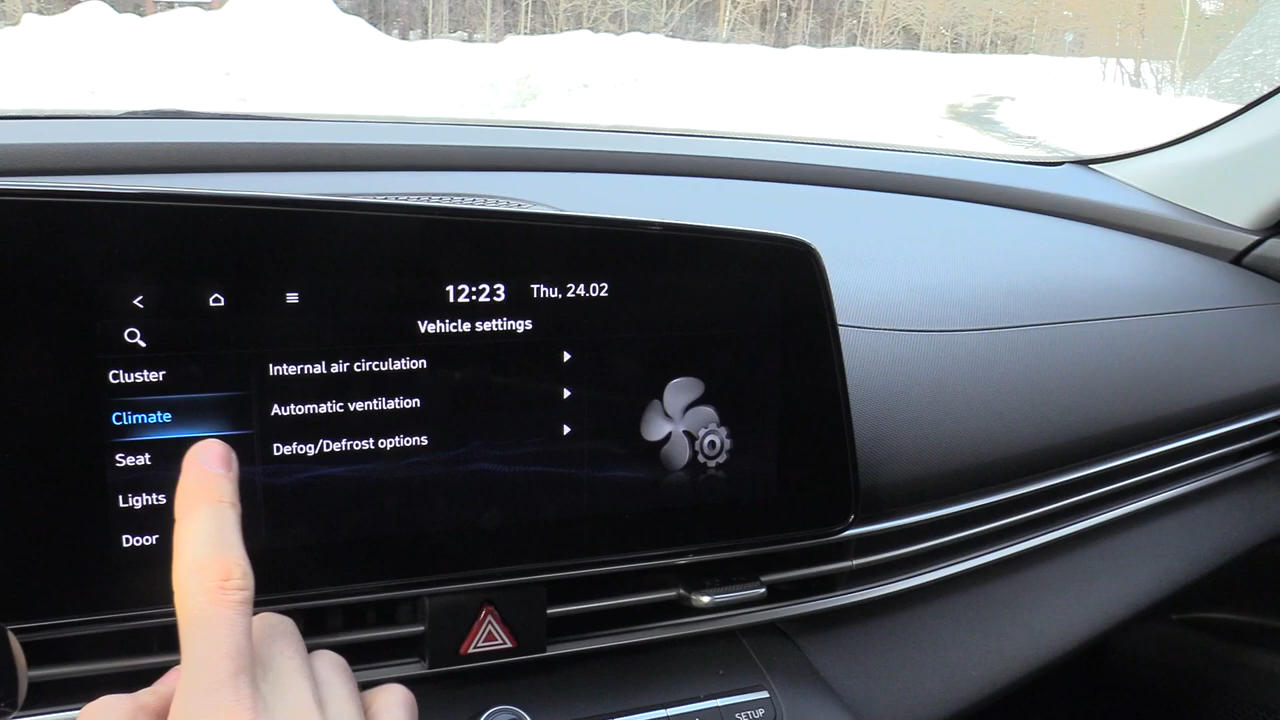 12:23 Thu, 24.02
Vehicle settings
Cluster
Climate
Seat
Lights
Door
Internal air circulation
Automatic ventilation
Defog/Defrost options
SETUP